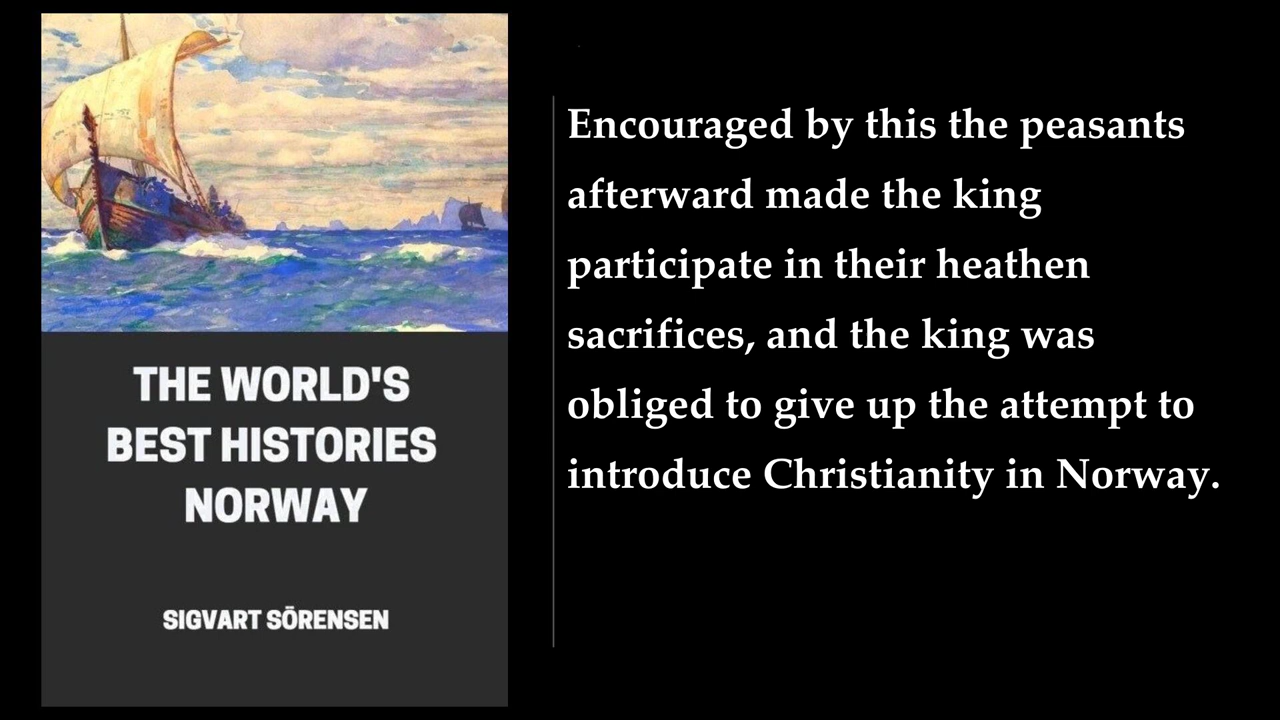 THE WORLD'S
BEST HISTORIES
NORWAY
SIGVART SÖRENSEN
Encouraged by this the peasants
afterward made the king
participate in their heathen
sacrifices, and the king was
obliged to give up the attempt to
introduce Christianity in Norway.